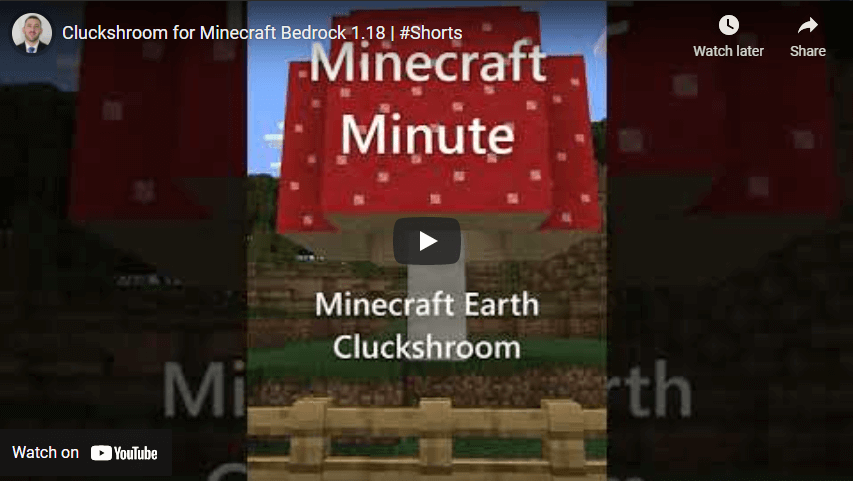 Cluckshroom for Minecraft Bedrock 1.18 | #Shorts
Watch later
Share
Minecraft
Minute
Minecraft Earth
Cluckshroom
Watch on YouTube